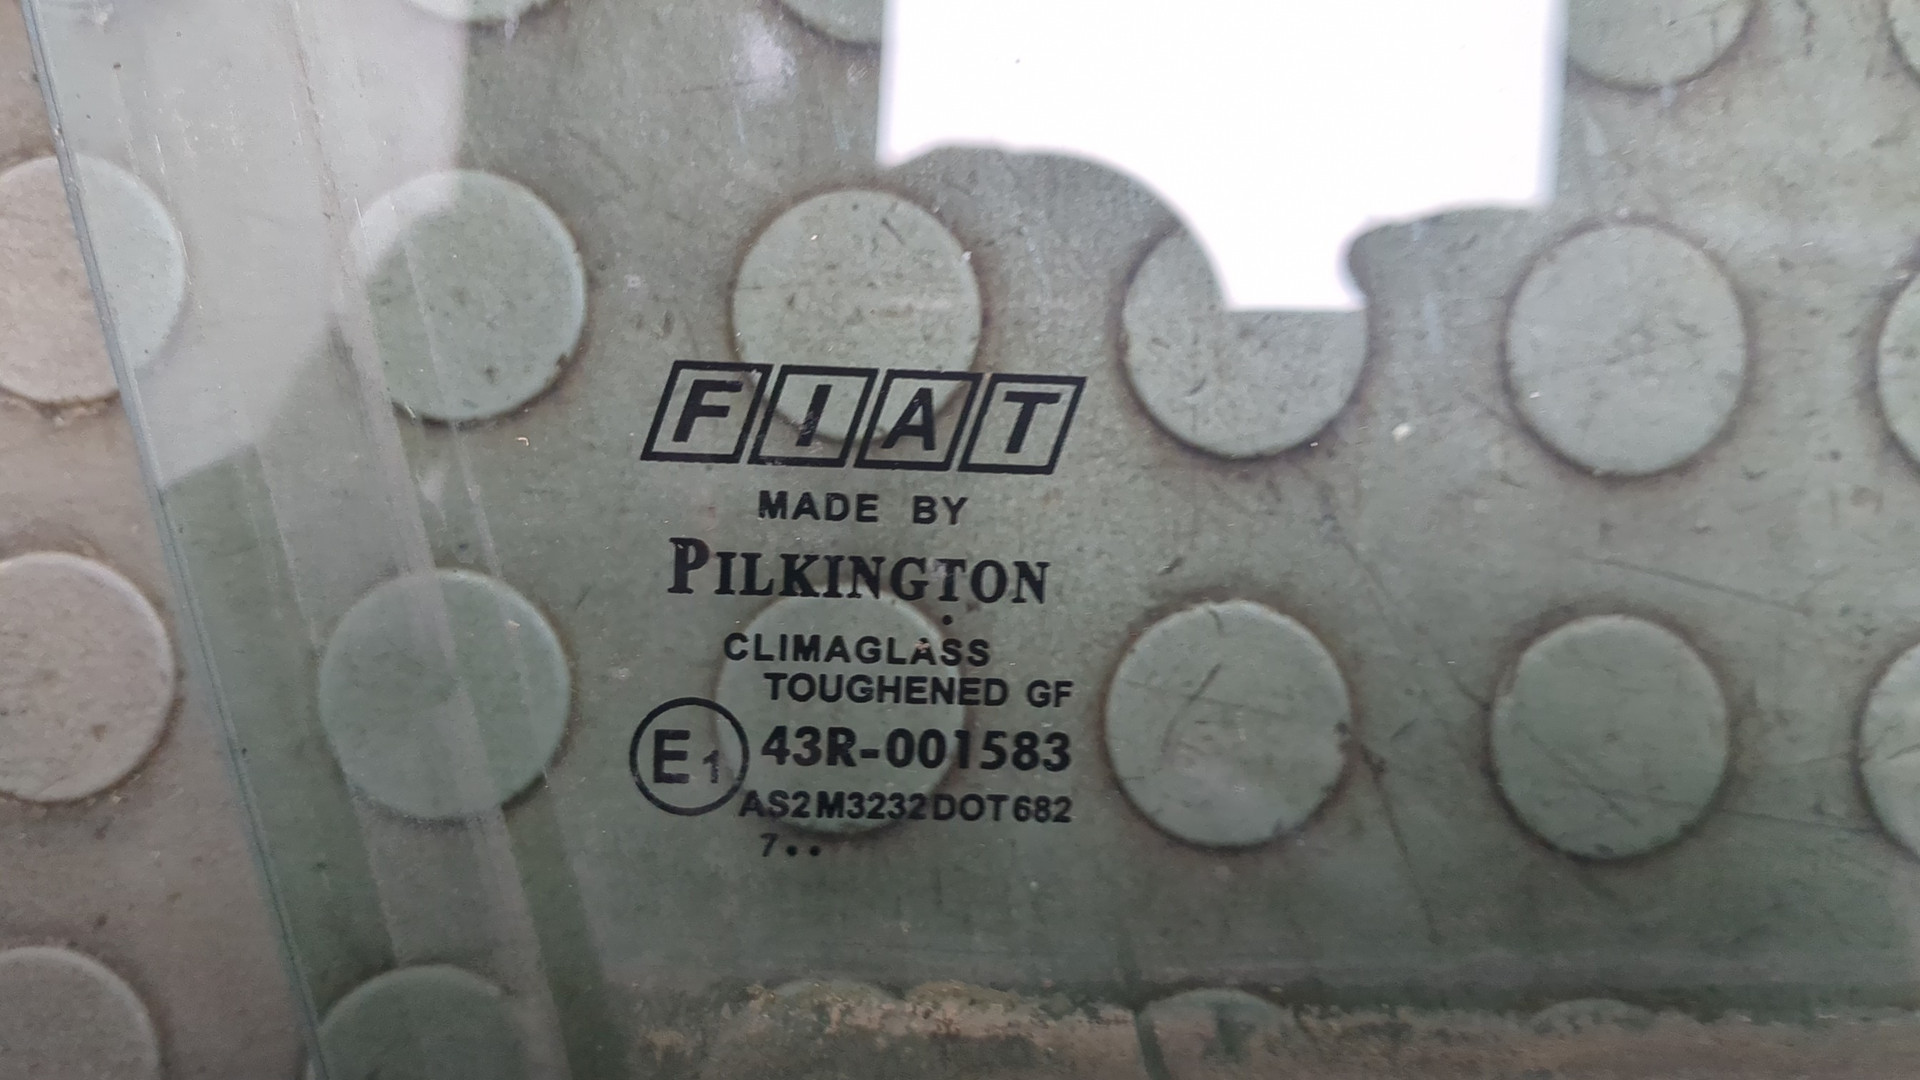 FIAT
MADE BY
PILKINGTON
CLIMAGLASS
TOUGHENED GF
E1 43R-001583
AS2 M3232 DOT 682
7••